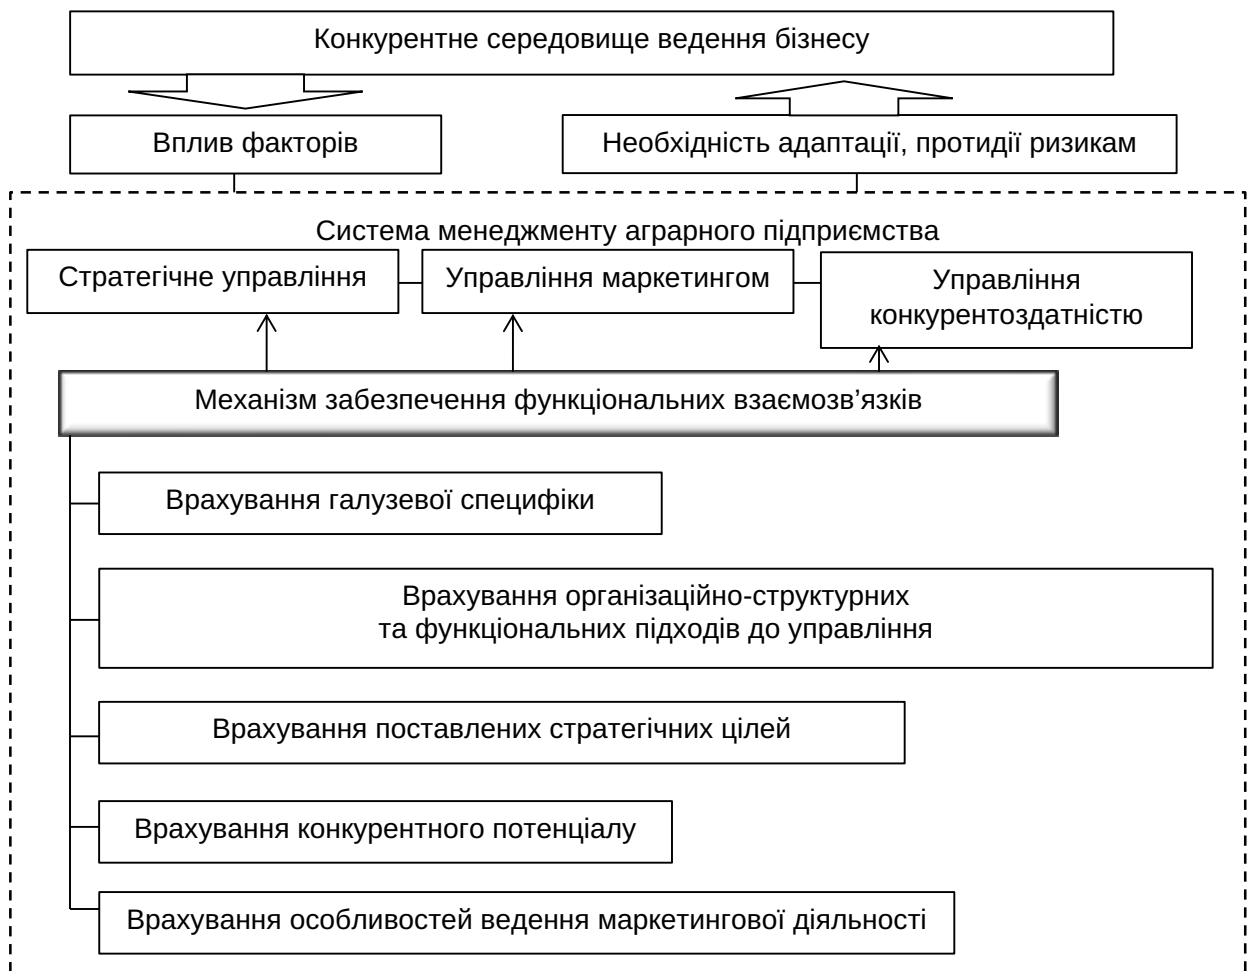 Конкурентне середовище ведення бізнесу
Вплив факторів
Необхідність адаптації, протидії ризикам
Система менеджменту аграрного підприємства
Стратегічне управління
Управління маркетингом
Управління
конкурентоздатністю
Механізм забезпечення функціональних взаємозв’язків
Врахування галузевої специфіки
Врахування організаційно-структурних
та функціональних підходів до управління
Врахування поставлених стратегічних цілей
Врахування конкурентного потенціалу
Врахування особливостей ведення маркетингової діяльності